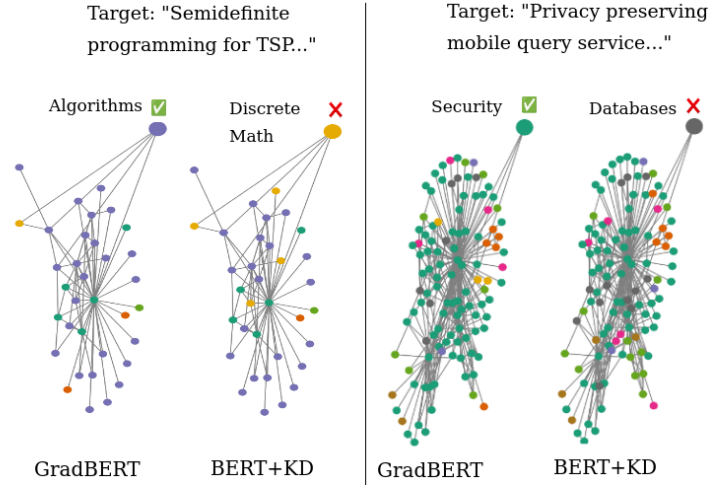 Target: "Semidefinite
programming for TSP..."
Target: "Privacy preserving
mobile query service..."
Algorithms ✅
Discrete ❌
Math
Security ✅
Databases ❌
GradBERT
BERT+KD
GradBERT
BERT+KD